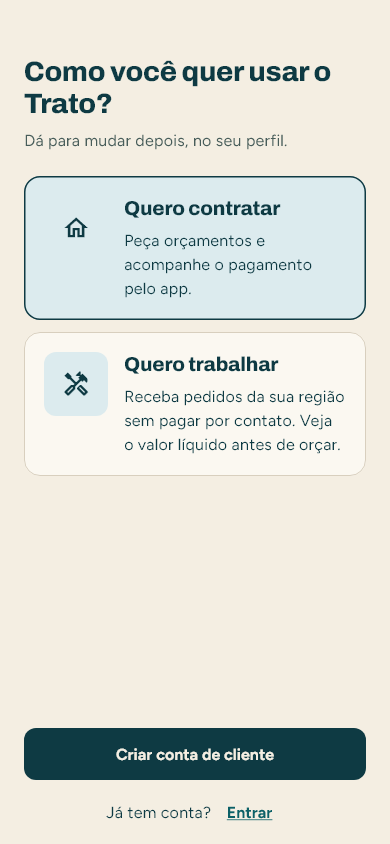 Como você quer usar o
Trato?
Dá para mudar depois, no seu perfil.
Quero contratar
Peça orçamentos e
acompanhe o pagamento
pelo app.
Quero trabalhar
Receba pedidos da sua região
sem pagar por contato. Veja
o valor líquido antes de orçar.
Criar conta de cliente
Já tem conta? Entrar